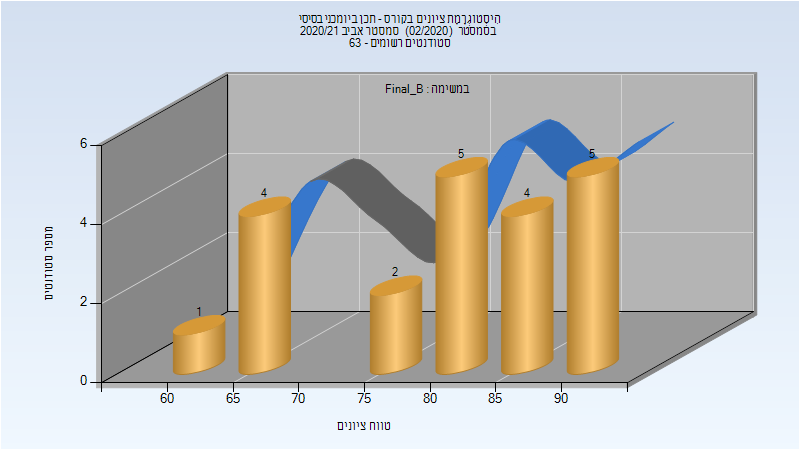 היסטוגרמת ציונים בקורס - תכן ביומכני בסיסי
בסמסטר (02/2020) סמסטר אביב 2020/21
סטודנטים רשומים - 63
במשימה : Final_B
מספר סטודנטים
6
4
2
0
1
4
2
5
4
5
60
65
70
75
80
85
90
טווח ציונים